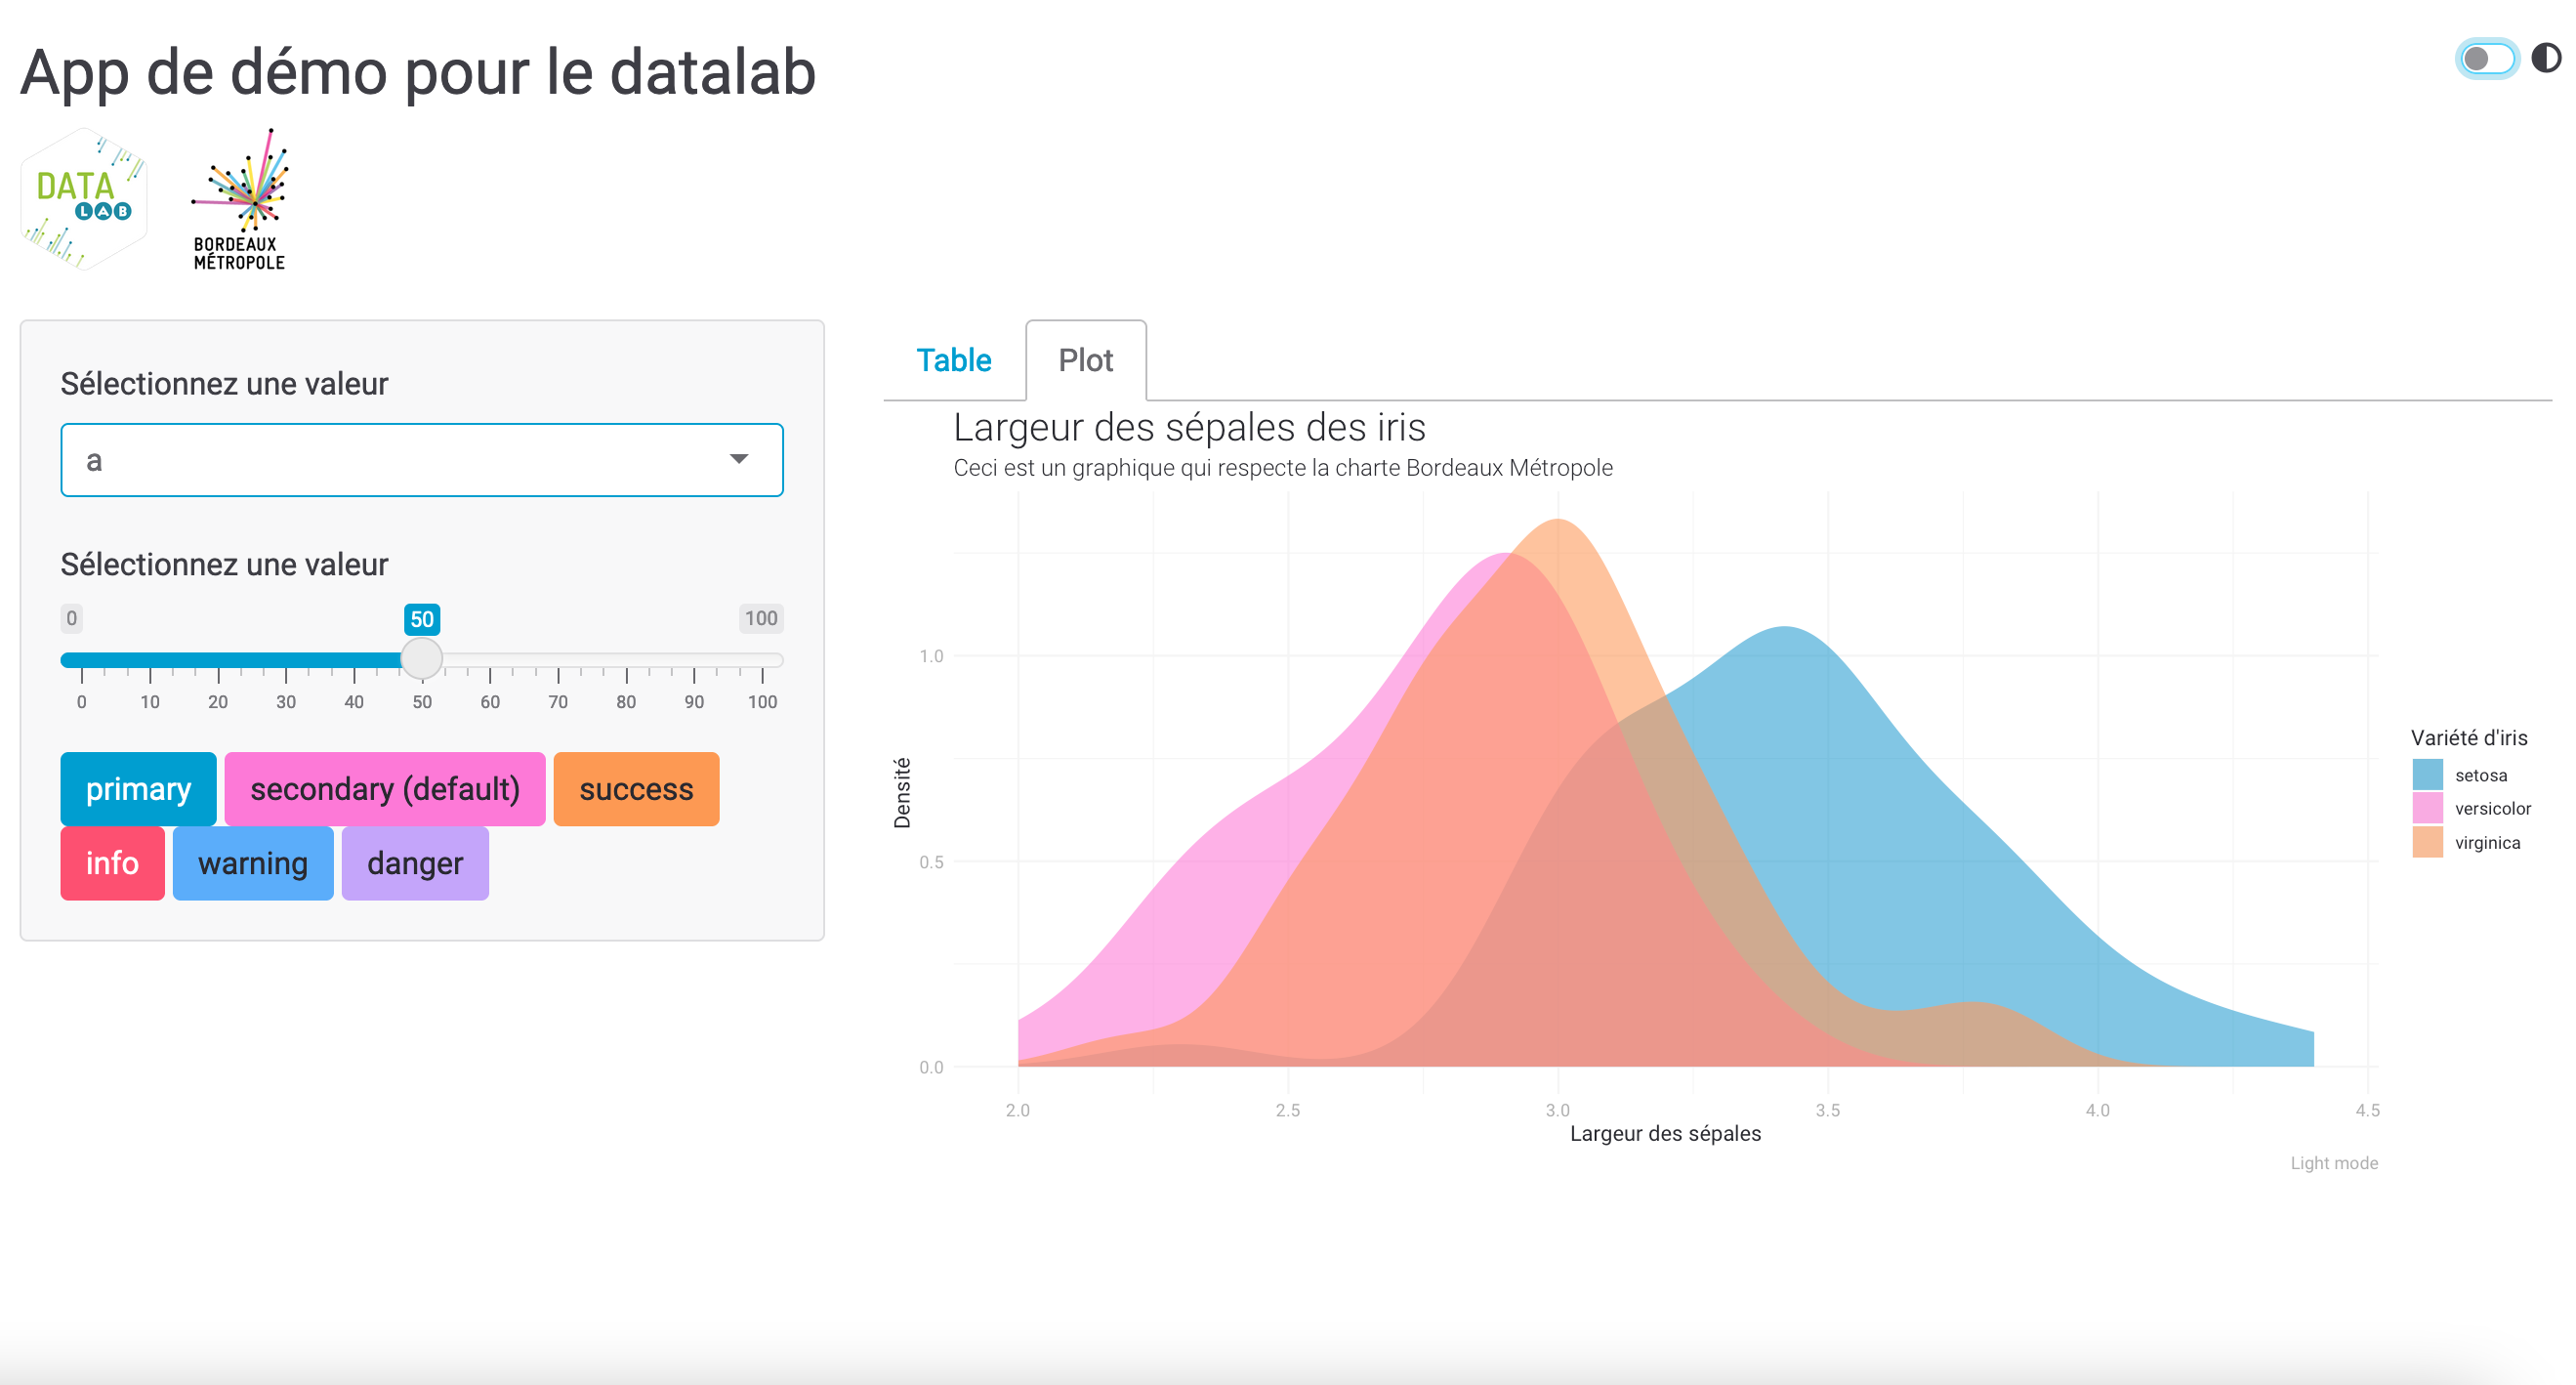 App de démo pour le datalab
DATA
LAB
BORDEAUX
MÉTROPOLE
Sélectionnez une valeur
a
Sélectionnez une valeur
0 50 100
0 10 20 30 40 50 60 70 80 90 100
primary secondary (default) success
info warning danger
Table Plot
Largeur des sépales des iris
Ceci est un graphique qui respecte la charte Bordeaux Métropole
Densité
1.0
0.5
0.0
2.0 2.5 3.0 3.5 4.0 4.5
Largeur des sépales
Variété d'iris
setosa
versicolor
virginica
Light mode